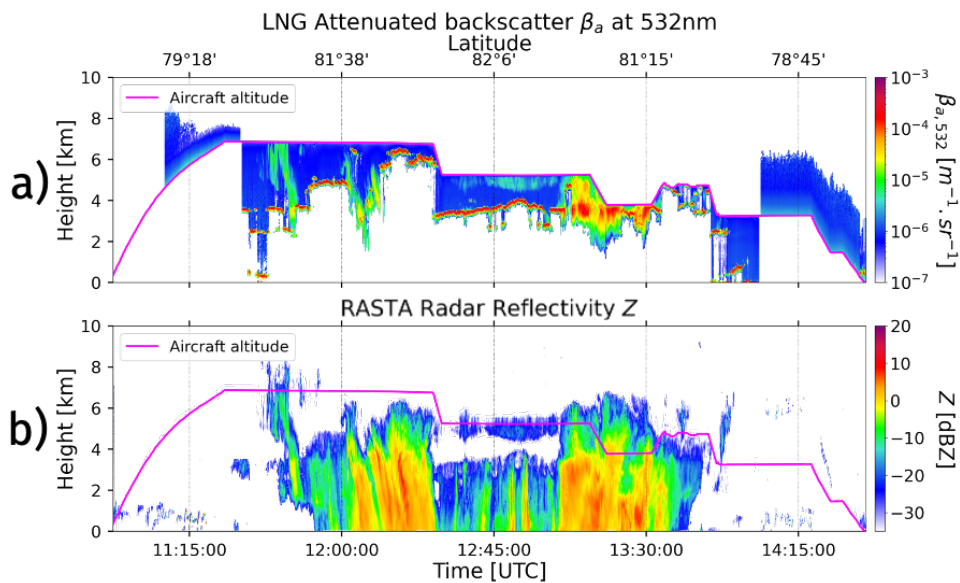 LNG Attenuated backscatter βa at 532nm
Latitude
79°18' 81°38' 82°6' 81°15' 78°45'
a)
Height [km]
10
8
6
4
2
0
Aircraft altitude
10⁻³
10⁻⁴
10⁻⁵
10⁻⁶
10⁻⁷
βa,532 [m⁻¹.sr⁻¹]
RASTA Radar Reflectivity Z
b)
Height [km]
10
8
6
4
2
0
Aircraft altitude
20
10
0
−10
−20
−30
Z [dBZ]
11:15:00 12:00:00 12:45:00 13:30:00 14:15:00
Time [UTC]